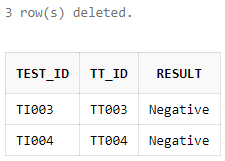 3 row(s) deleted.
TEST_ID TT_ID RESULT
TI003 TT003 Negative
TI004 TT004 Negative